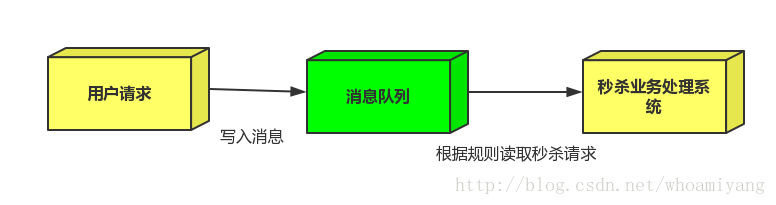 用户请求
消息队列
秒杀业务处理系
统
写入消息
根据规则读取秒杀请求
http://blog.csdn.net/whoamiyang